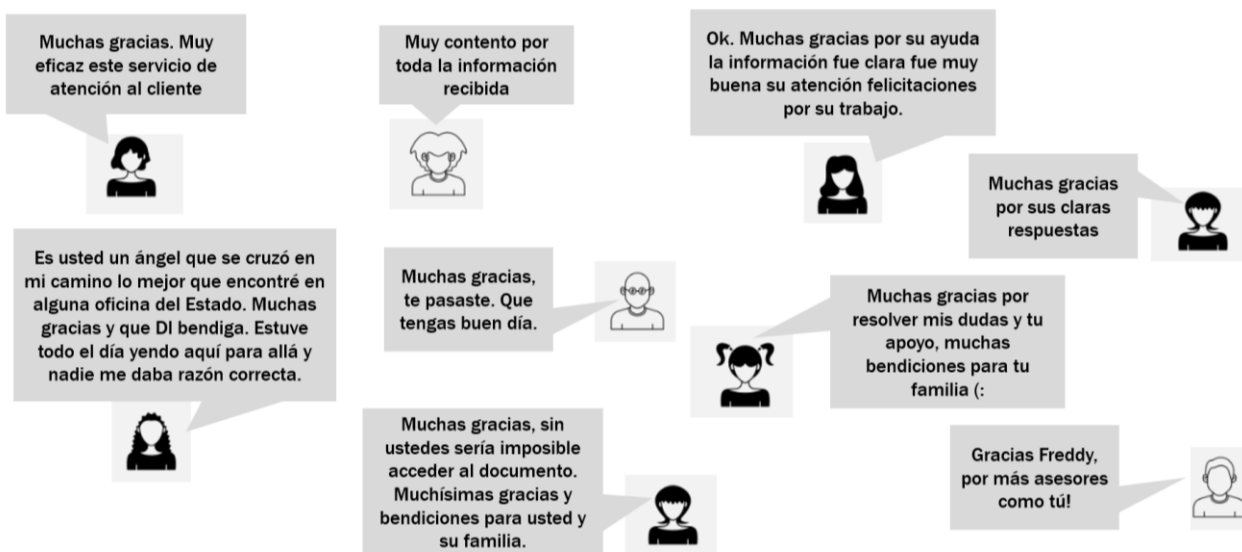 Muchas gracias. Muy
eficaz este servicio de
atención al cliente
Muy contento por
toda la información
recibida
Ok. Muchas gracias por su ayuda
la información fue clara fue muy
buena su atención felicitaciones
por su trabajo.
Muchas gracias
por sus claras
respuestas
Es usted un ángel que se cruzó en
mi camino lo mejor que encontré en
alguna oficina del Estado. Muchas
gracias y que DI bendiga. Estuve
todo el día yendo aquí para allá y
nadie me daba razón correcta.
Muchas gracias,
te pasaste. Que
tengas buen día.
Muchas gracias por
resolver mis dudas y tu
apoyo, muchas
bendiciones para tu
familia (:
Muchas gracias, sin
ustedes sería imposible
acceder al documento.
Muchísimas gracias y
bendiciones para usted y
su familia.
Gracias Freddy,
por más asesores
como tú!